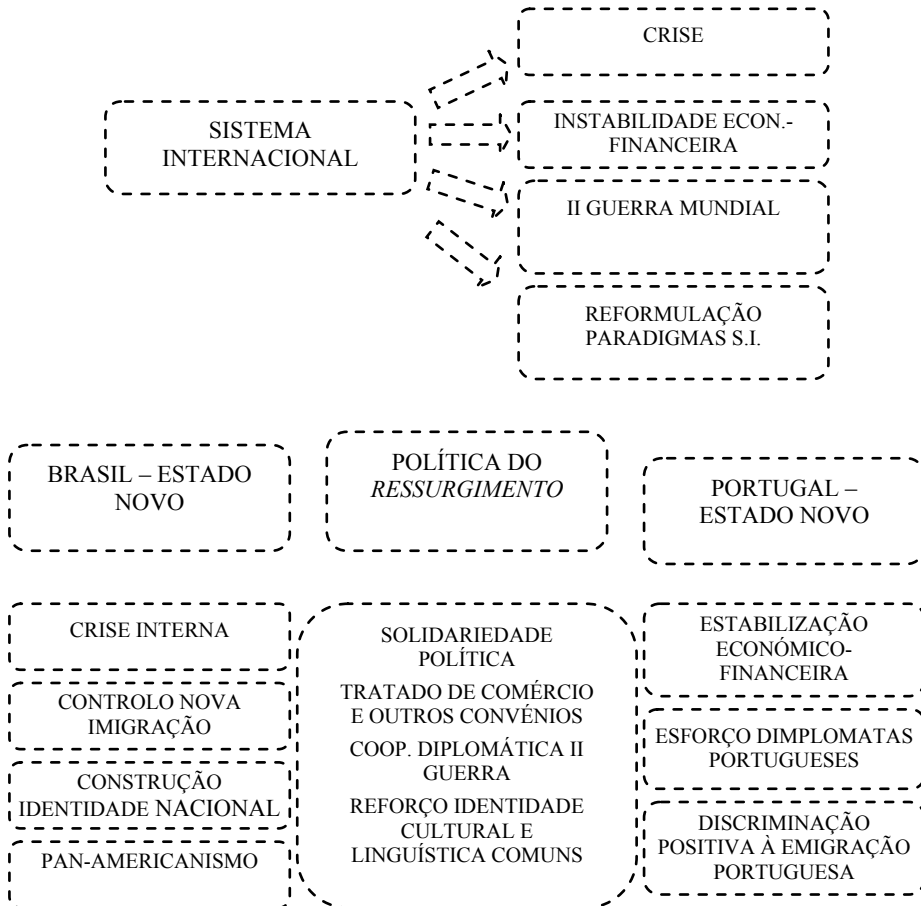 CRISE
SISTEMA
INTERNACIONAL
INSTABILIDADE ECON.-
FINANCEIRA
II GUERRA MUNDIAL
REFORMULAÇÃO
PARADIGMAS S.I.
BRASIL – ESTADO
NOVO
POLÍTICA DO
RESSURGIMENTO
PORTUGAL –
ESTADO NOVO
CRISE INTERNA
CONTROLO NOVA
IMIGRAÇÃO
CONSTRUÇÃO
IDENTIDADE NACIONAL
PAN-AMERICANISMO
SOLIDARIEDADE
POLÍTICA
TRATADO DE COMÉRCIO
E OUTROS CONVÉNIOS
COOP. DIPLOMÁTICA II
GUERRA
REFORÇO IDENTIDADE
CULTURAL E
LINGUÍSTICA COMUNS
ESTABILIZAÇÃO
ECONÓMICO-
FINANCEIRA
ESFORÇO DIMPLOMATAS
PORTUGUESES
DISCRIMINAÇÃO
POSITIVA À EMIGRAÇÃO
PORTUGUESA